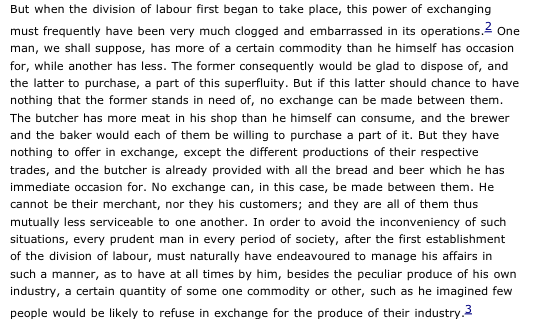 But when the division of labour first began to take place, this power of exchanging
must frequently have been very much clogged and embarrassed in its operations.2 One
man, we shall suppose, has more of a certain commodity than he himself has occasion
for, while another has less. The former consequently would be glad to dispose of, and
the latter to purchase, a part of this superfluity. But if this latter should chance to have
nothing that the former stands in need of, no exchange can be made between them.
The butcher has more meat in his shop than he himself can consume, and the brewer
and the baker would each of them be willing to purchase a part of it. But they have
nothing to offer in exchange, except the different productions of their respective
trades, and the butcher is already provided with all the bread and beer which he has
immediate occasion for. No exchange can, in this case, be made between them. He
cannot be their merchant, nor they his customers; and they are all of them thus
mutually less serviceable to one another. In order to avoid the inconveniency of such
situations, every prudent man in every period of society, after the first establishment
of the division of labour, must naturally have endeavoured to manage his affairs in
such a manner, as to have at all times by him, besides the peculiar produce of his own
industry, a certain quantity of some one commodity or other, such as he imagined few
people would be likely to refuse in exchange for the produce of their industry.3